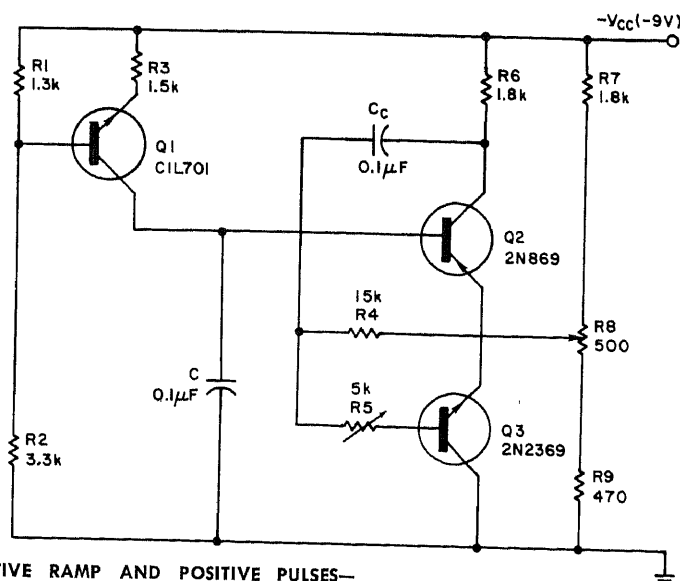 -VCC(-9V)
R1
1.3k
R3
1.5k
R6
1.8k
R7
1.8k
CC
0.1µF
Q1
C1L701
Q2
2N869
15k
R4
R8
500
C
0.1µF
5k
R5
Q3
2N2369
R2
3.3k
R9
470
TIVE RAMP AND POSITIVE PULSES—